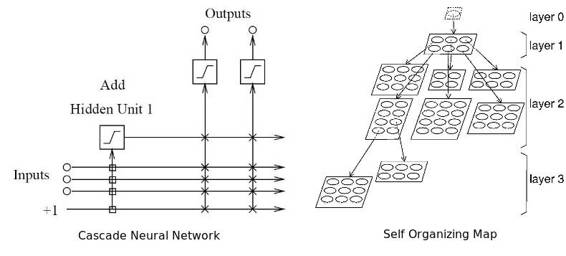 Outputs
Add
Hidden Unit 1
Inputs
+1
Cascade Neural Network
layer 0
layer 1
layer 2
layer 3
Self Organizing Map